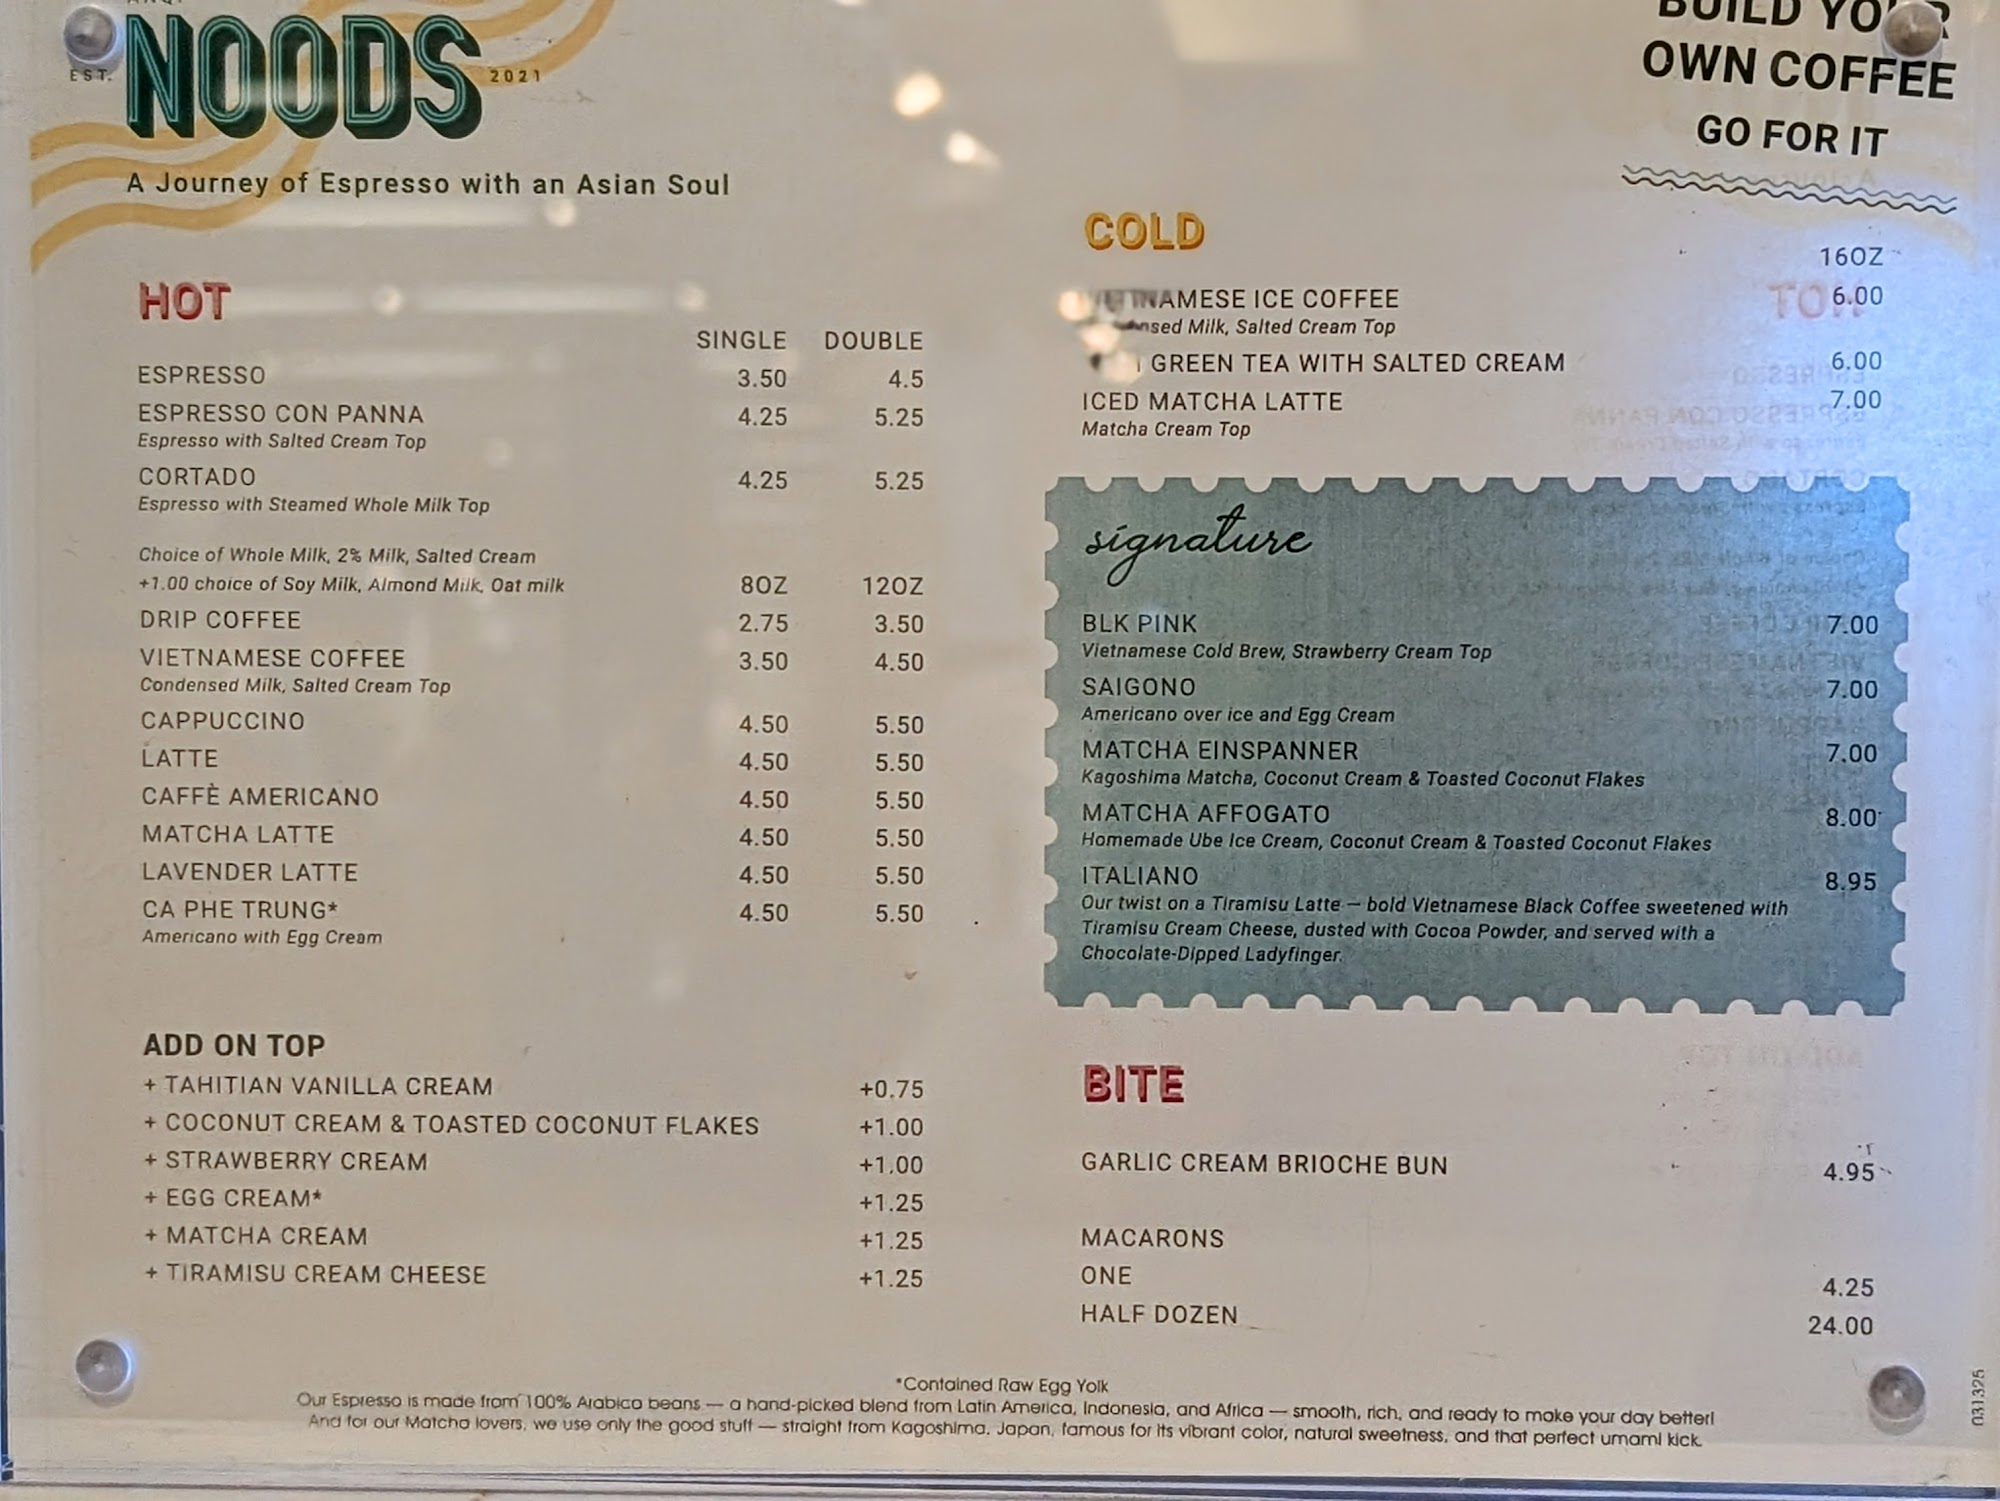 NOODS
EST.
2021
A Journey of Espresso with an Asian Soul
BUILD YOUR
OWN COFFEE
GO FOR IT
HOT
SINGLE DOUBLE
ESPRESSO 3.50 4.5
ESPRESSO CON PANNA 4.25 5.25
Espresso with Salted Cream Top
CORTADO 4.25 5.25
Espresso with Steamed Whole Milk Top
Choice of Whole Milk, 2% Milk, Salted Cream
+1.00 choice of Soy Milk, Almond Milk, Oat milk 8OZ 12OZ
DRIP COFFEE 2.75 3.50
VIETNAMESE COFFEE 3.50 4.50
Condensed Milk, Salted Cream Top
CAPPUCCINO 4.50 5.50
LATTE 4.50 5.50
CAFFÈ AMERICANO 4.50 5.50
MATCHA LATTE 4.50 5.50
LAVENDER LATTE 4.50 5.50
CA PHE TRUNG* 4.50 5.50
Americano with Egg Cream
ADD ON TOP
+ TAHITIAN VANILLA CREAM +0.75
+ COCONUT CREAM & TOASTED COCONUT FLAKES +1.00
+ STRAWBERRY CREAM +1.00
+ EGG CREAM* +1.25
+ MATCHA CREAM +1.25
+ TIRAMISU CREAM CHEESE +1.25
COLD
16OZ
VIETNAMESE ICE COFFEE 6.00
Milk, Salted Cream Top
GREEN TEA WITH SALTED CREAM 6.00
ICED MATCHA LATTE 7.00
Matcha Cream Top
signature
BLK PINK 7.00
Vietnamese Cold Brew, Strawberry Cream Top
SAIGONO 7.00
Americano over ice and Egg Cream
MATCHA EINSPANNER 7.00
Kagoshima Matcha, Coconut Cream & Toasted Coconut Flakes
MATCHA AFFOGATO 8.00
Homemade Ube Ice Cream, Coconut Cream & Toasted Coconut Flakes
ITALIANO 8.95
Our twist on a Tiramisu Latte — bold Vietnamese Black Coffee sweetened with
Tiramisu Cream Cheese, dusted with Cocoa Powder, and served with a
Chocolate-Dipped Ladyfinger.
BITE
GARLIC CREAM BRIOCHE BUN 4.95
MACARONS
ONE 4.25
HALF DOZEN 24.00
*Contained Raw Egg Yolk
Our Espresso is made from 100% Arabica beans — a hand-picked blend from Latin America, Indonesia, and Africa — smooth, rich, and ready to make your day better!
And for our Matcha lovers, we use only the good stuff — straight from Kagoshima, Japan, famous for its vibrant color, natural sweetness, and that perfect umami kick.
031325